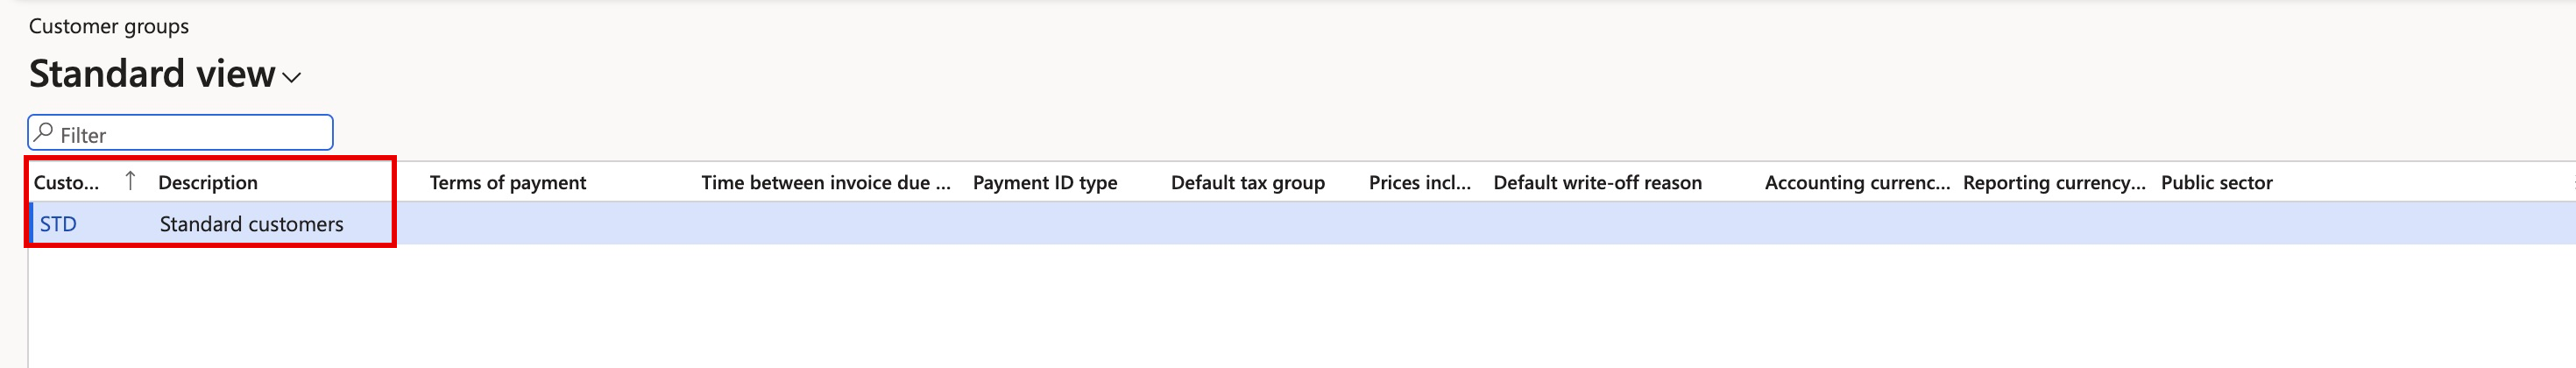 Customer groups
Standard view
Filter
Custo... ↑ Description Terms of payment Time between invoice due ... Payment ID type Default tax group Prices incl... Default write-off reason Accounting currenc... Reporting currency... Public sector
STD Standard customers